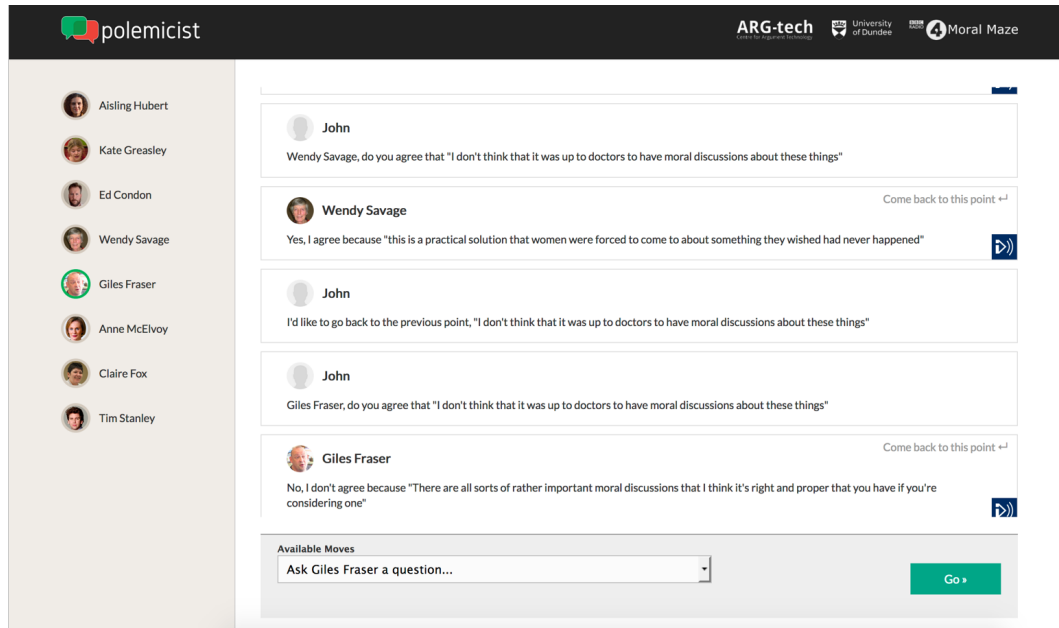 polemicist
ARG-tech
Centre for Argument Technology
University
of Dundee
BBC
RADIO
4 Moral Maze
Aisling Hubert
Kate Greasley
Ed Condon
Wendy Savage
Giles Fraser
Anne McElvoy
Claire Fox
Tim Stanley
John
Wendy Savage, do you agree that "I don't think that it was up to doctors to have moral discussions about these things"
Come back to this point ↵
Wendy Savage
Yes, I agree because "this is a practical solution that women were forced to come to about something they wished had never happened"
John
I'd like to go back to the previous point, "I don't think that it was up to doctors to have moral discussions about these things"
John
Giles Fraser, do you agree that "I don't think that it was up to doctors to have moral discussions about these things"
Come back to this point ↵
Giles Fraser
No, I don't agree because "There are all sorts of rather important moral discussions that I think it's right and proper that you have if you're
considering one"
Available Moves
Ask Giles Fraser a question...
Go »